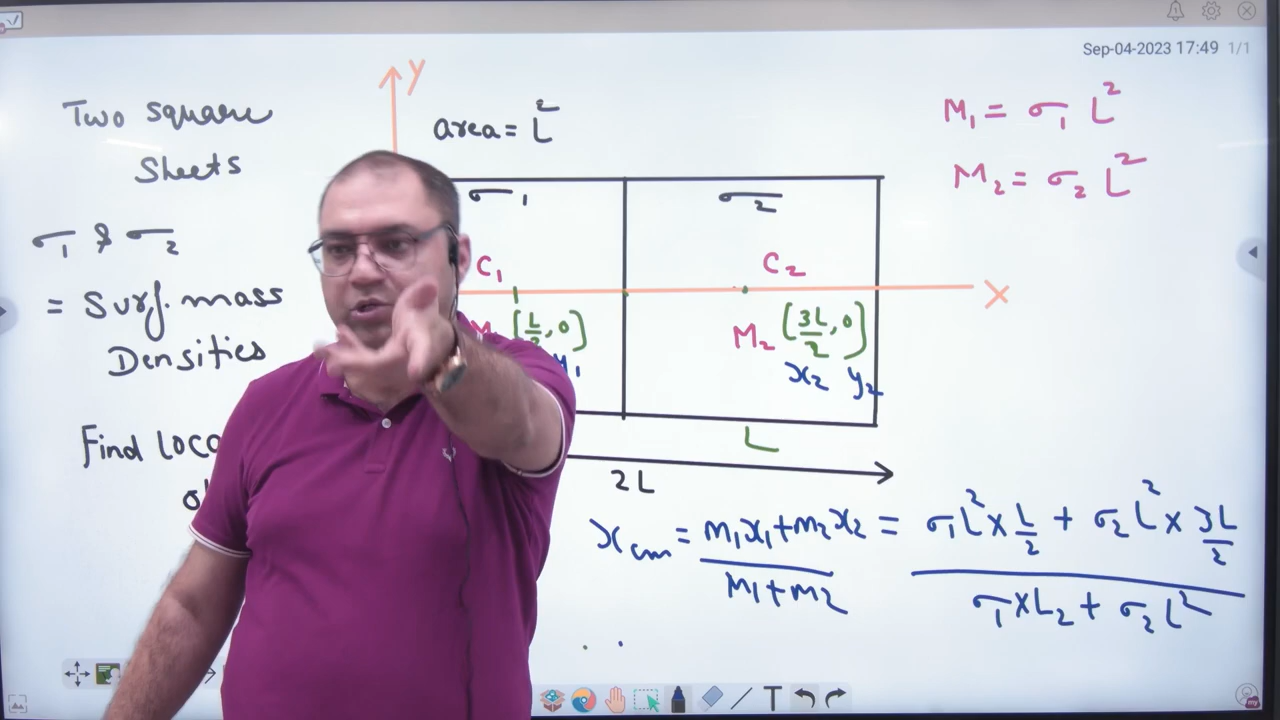 Sep-04-2023 17:49 1/1
Two square
Sheets
σ₁ & σ₂
= Surf. mass
Densities
Find
Y
area = L²
σ₁
σ₂
C₁
C₂
X
[L/2, 0]
M₂ [3L/2, 0]
y₁
x₂ y₂
L
2L
M₁ = σ₁ L²
M₂ = σ₂ L²
x_cm = (m₁x₁+m₂x₂)/(M₁+m₂) = (σ₁L² × L/2 + σ₂L² × 3L/2)/(σ₁×L₂ + σ₂L²)
T